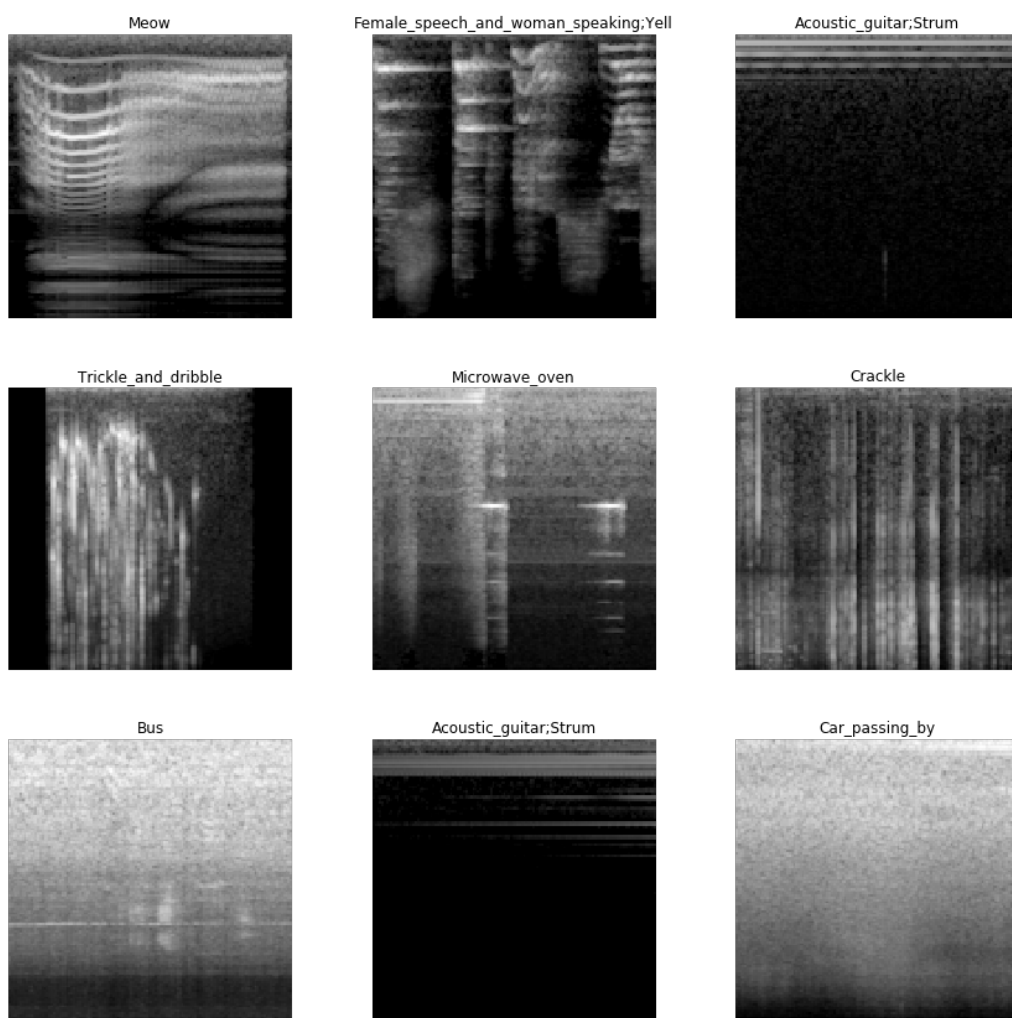 Meow
Female_speech_and_woman_speaking;Yell
Acoustic_guitar;Strum
Trickle_and_dribble
Microwave_oven
Crackle
Bus
Acoustic_guitar;Strum
Car_passing_by